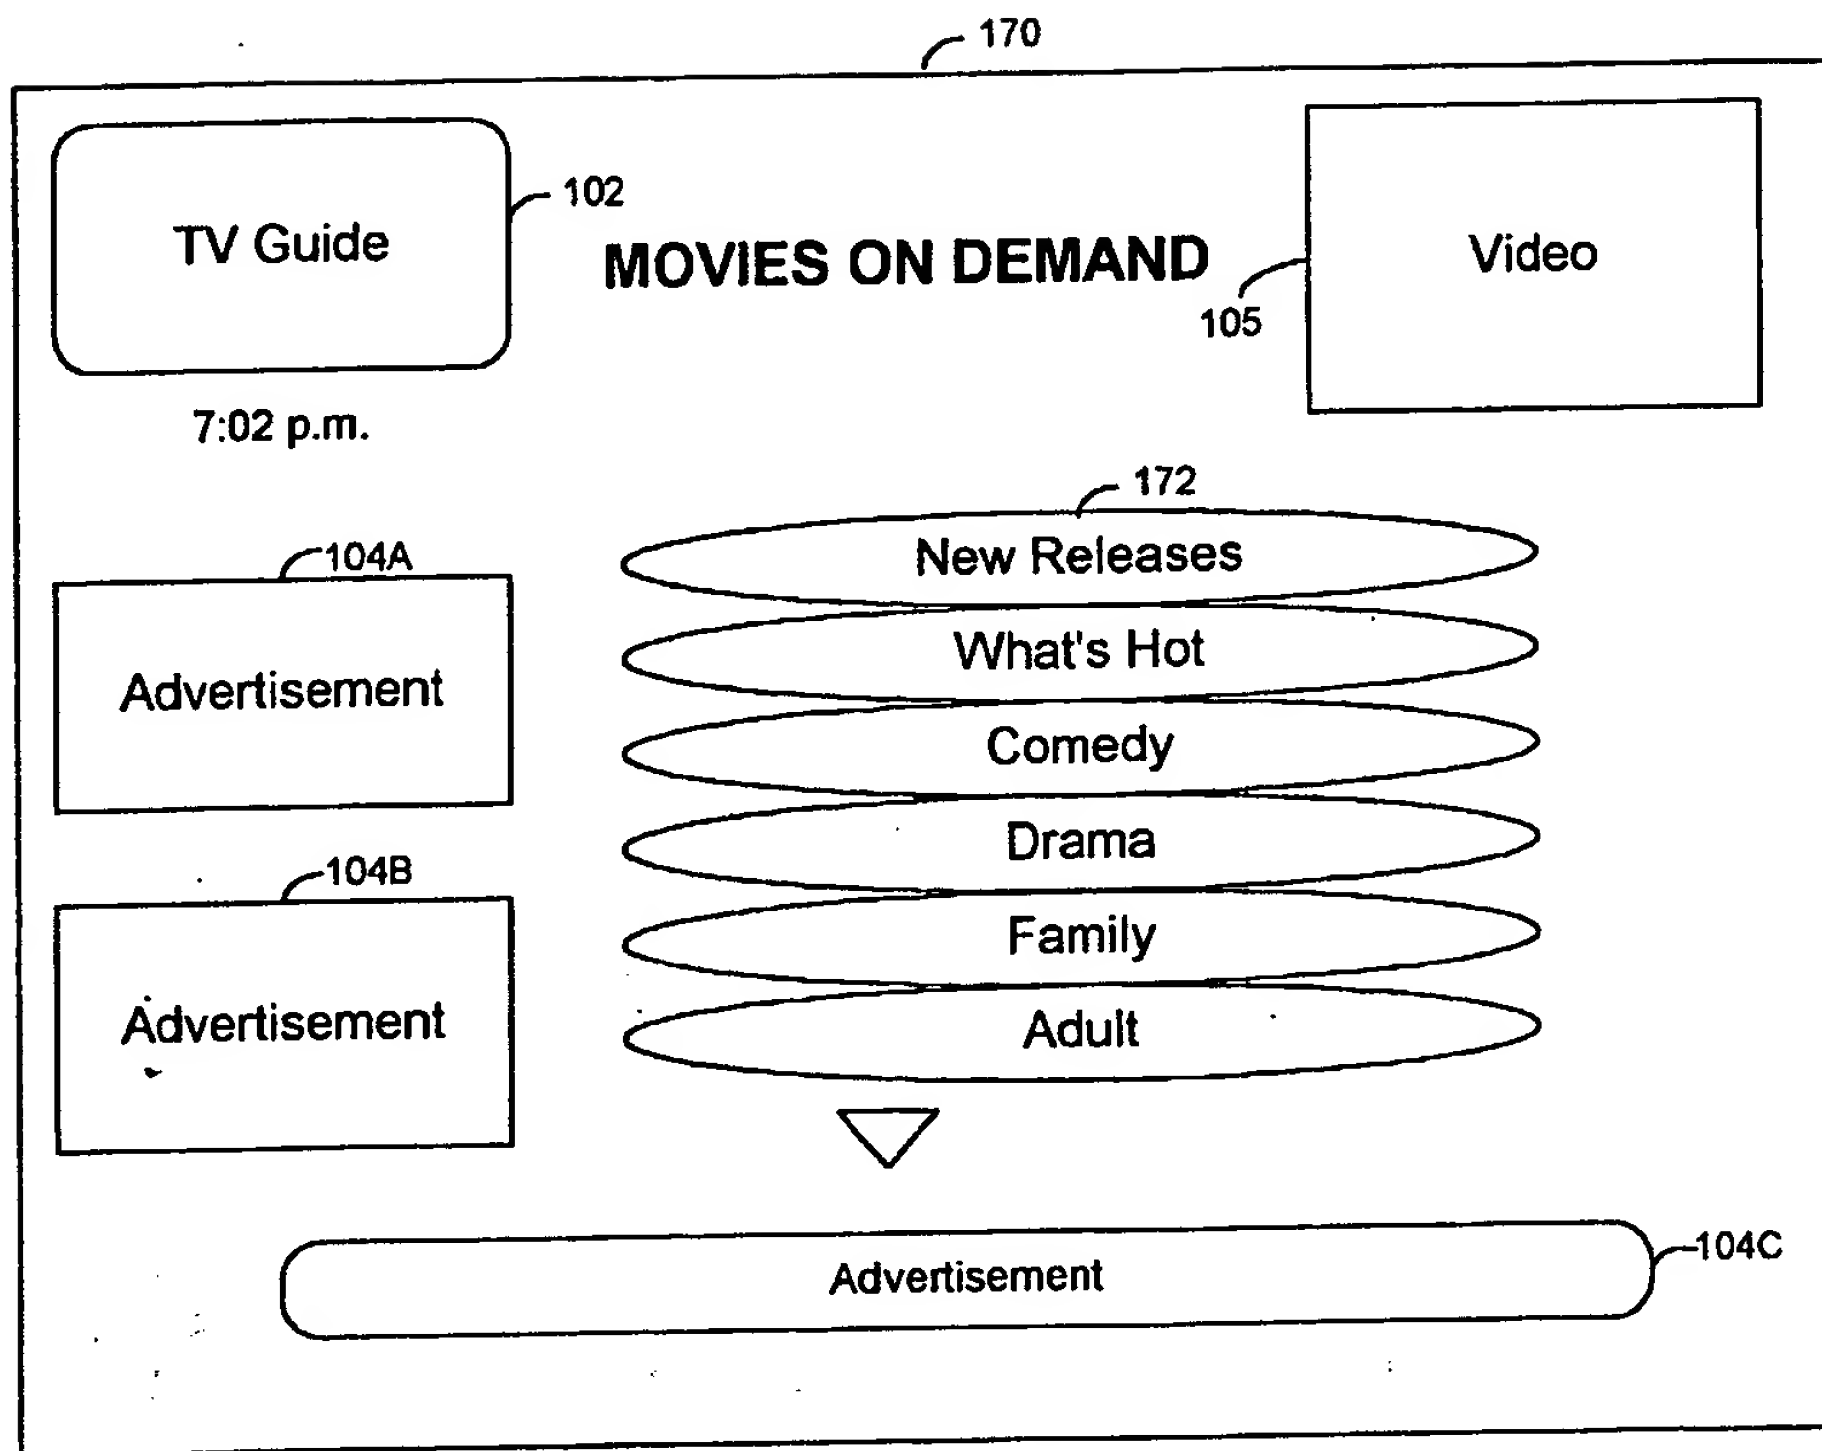 170
TV Guide
102
MOVIES ON DEMAND
Video
105
7:02 p.m.
172
New Releases
104A
What's Hot
Advertisement
Comedy
Drama
104B
Family
Advertisement
Adult
104C
Advertisement